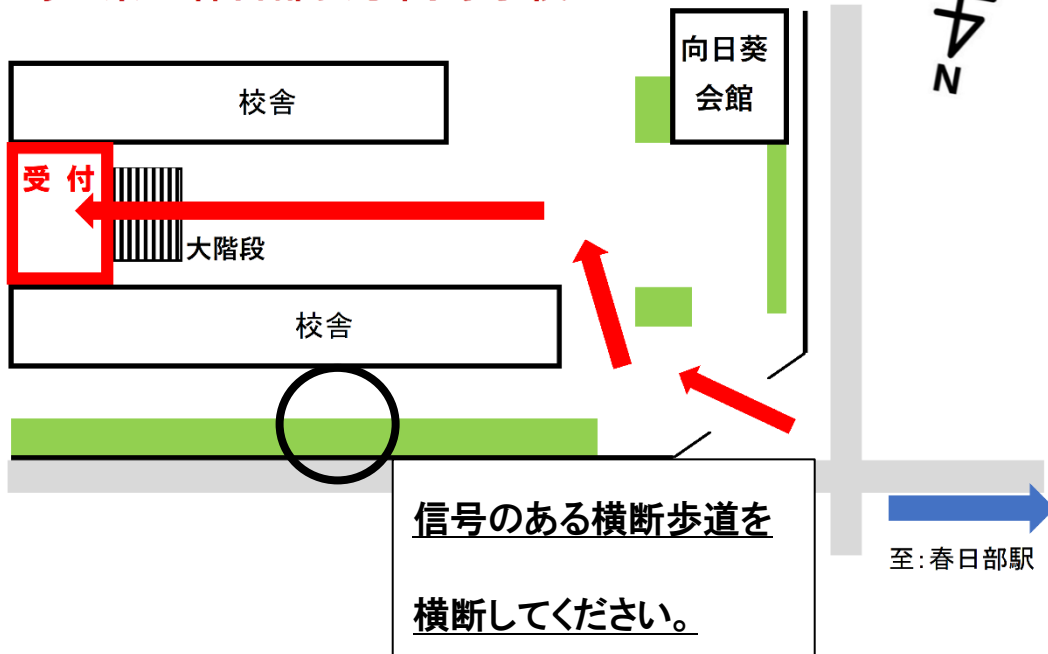 向日葵
会館
N
校舎
受 付
大階段
校舎
信号のある横断歩道を
横断してください。
至：春日部駅